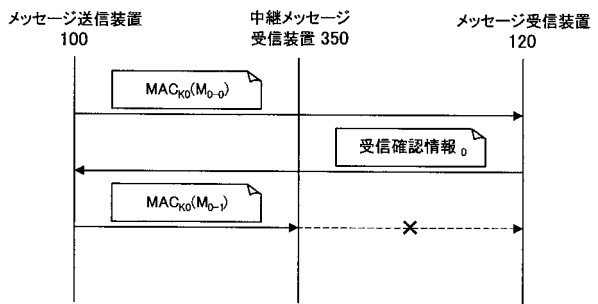 メッセージ送信装置
100
中継メッセージ
受信装置 350
メッセージ受信装置
120
MACK0(M0-0)
受信確認情報 0
MACK0(M0-1)